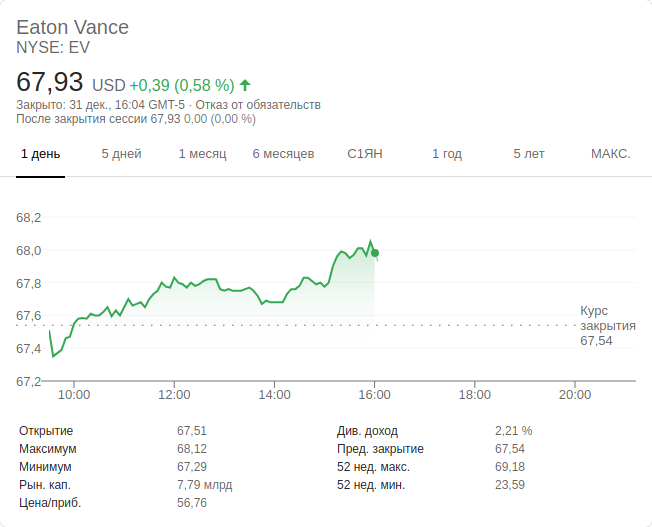 Eaton Vance
NYSE: EV
67,93 USD +0,39 (0,58 %)
Закрыто: 31 дек., 16:04 GMT-5 · Отказ от обязательств
После закрытия сессии 67,93 0,00 (0,00 %)
1 день 5 дней 1 месяц 6 месяцев С1ЯН 1 год 5 лет МАКС.
68,2
68,0
67,8
67,6
67,4
67,2
Курс
закрытия
67,54
10:00 12:00 14:00 16:00 18:00 20:00
Открытие 67,51 Див. доход 2,21 %
Максимум 68,12 Пред. закрытие 67,54
Минимум 67,29 52 нед. макс. 69,18
Рын. кап. 7,79 млрд 52 нед. мин. 23,59
Цена/приб. 56,76